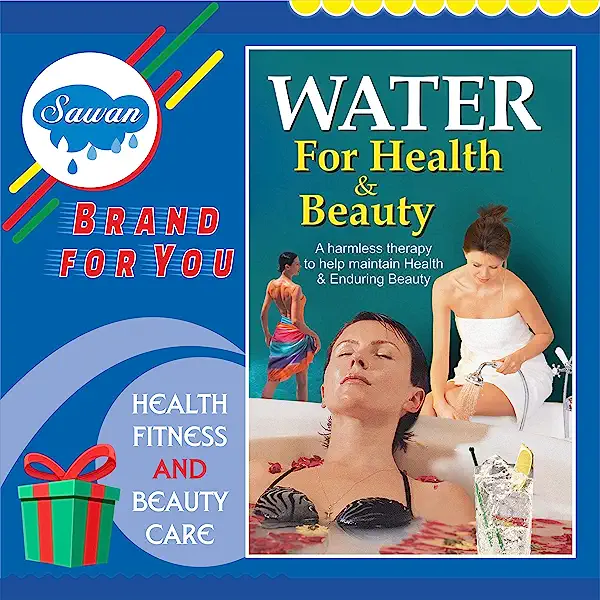 Sawan
BRAND
FOR YOU
HEALTH
FITNESS
AND
BEAUTY
CARE
WATER
For Health
&
Beauty
A harmless therapy
to help maintain Health
& Enduring Beauty